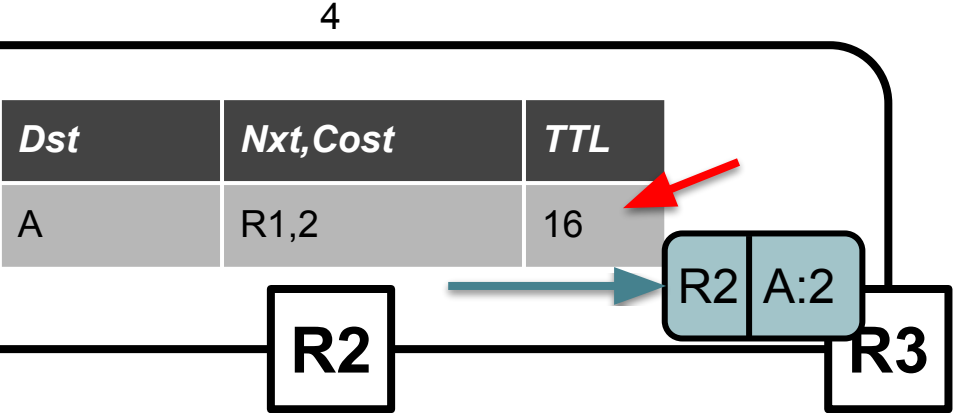 4
Dst Nxt,Cost TTL
A R1,2 16
R2 A:2
R2 R3